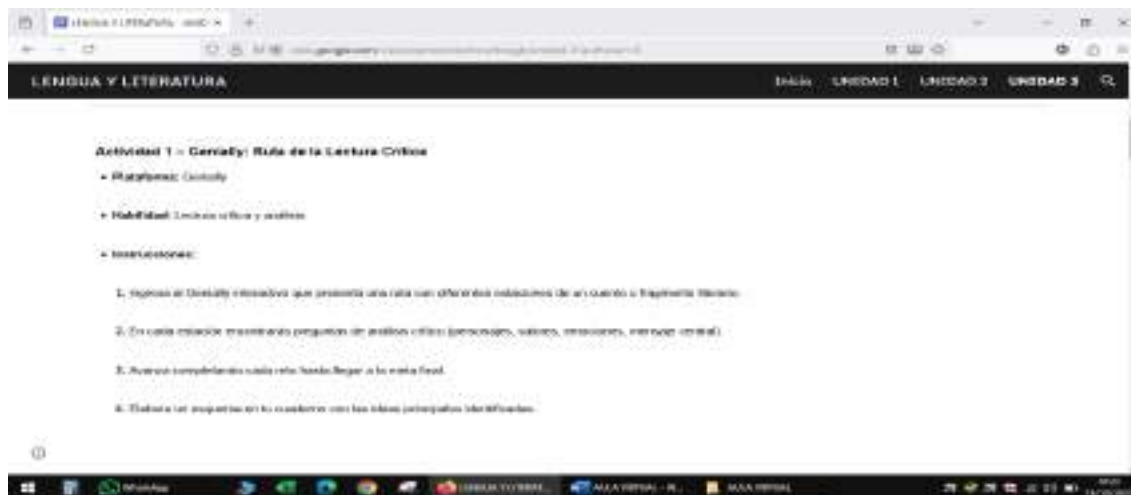 LENGUA Y LITERATURA
Inicio UNIDAD 1 UNIDAD 2 UNIDAD 3
Actividad 1 – Genially: Ruta de la Lectura Crítica
• Plataforma: Genially
• Habilidad: Lectura crítica y análisis
• Instrucciones:
1. Ingresa al Genially interactivo que presenta una ruta con diferentes estaciones de un cuento o fragmento literario.
2. En cada estación encontrarás preguntas de análisis crítico (personajes, valores, emociones, mensaje central).
3. Avanza completando cada reto hasta llegar a la meta final.
4. Elabora un esquema en tu cuaderno con las ideas principales identificadas.
WhatsApp
AULA VIRTUAL
AULA VIRTUAL